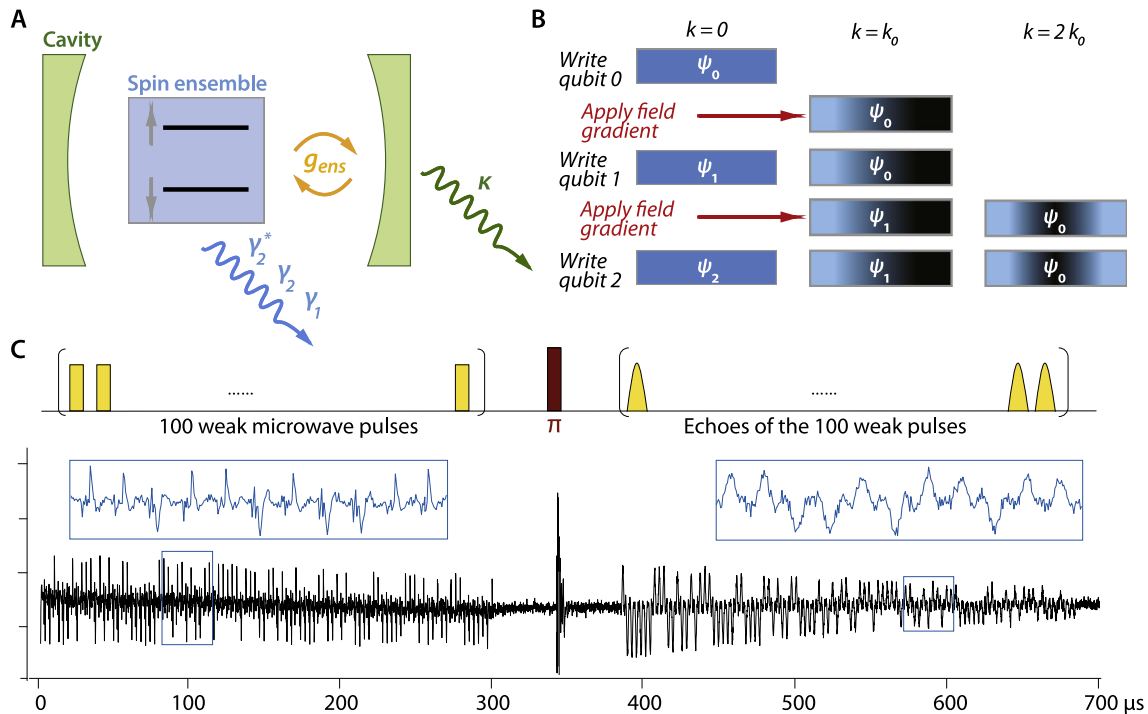 A
Cavity
Spin ensemble
g_ens
κ
γ₂*
γ₂
γ₁
B
k = 0
k = k₀
k = 2 k₀
Write
qubit 0
ψ₀
Apply field
gradient
ψ₀
Write
qubit 1
ψ₁
ψ₀
Apply field
gradient
ψ₁
ψ₀
Write
qubit 2
ψ₂
ψ₁
ψ₀
C
......
......
100 weak microwave pulses
π
Echoes of the 100 weak pulses
0 100 200 300 400 500 600 700 μs